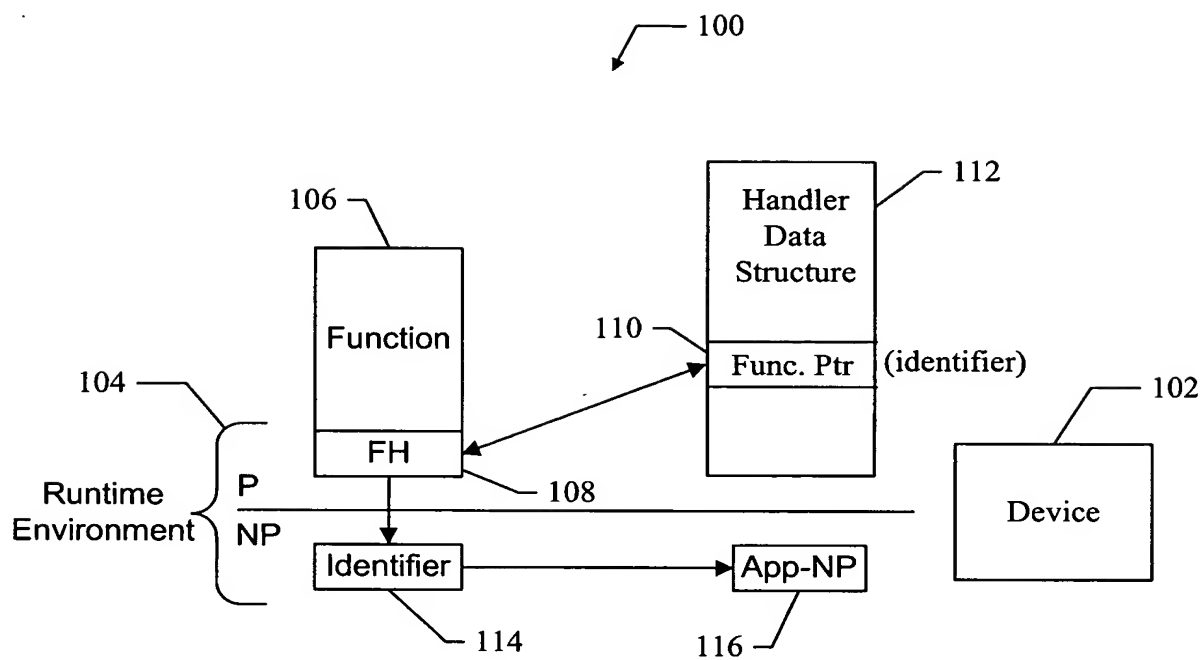 100
112
Handler
Data
Structure
106
Function
110
Func. Ptr (identifier)
104
102
FH
108
Runtime
Environment
P
NP
Device
Identifier
App-NP
114
116